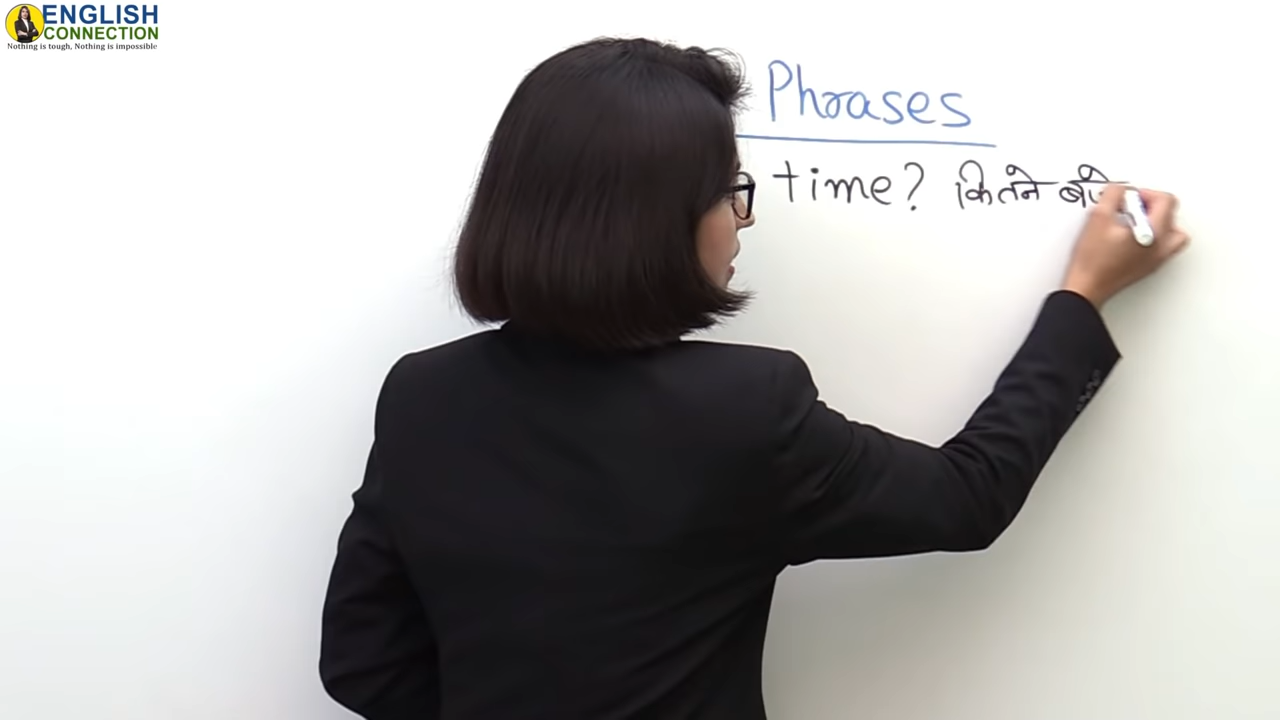 ENGLISH
CONNECTION
Nothing is tough, Nothing is impossible
Phrases
time? कितने